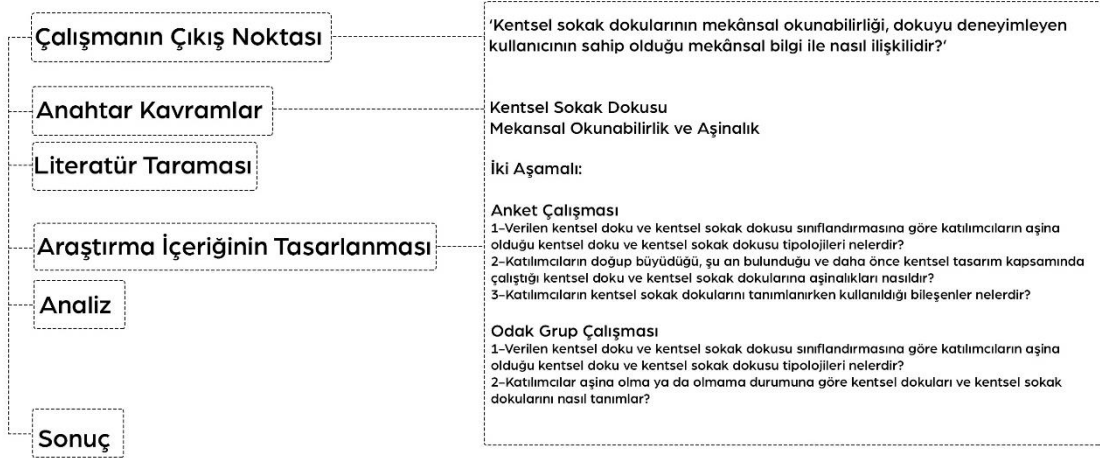 Çalışmanın Çıkış Noktası
'Kentsel sokak dokularının mekânsal okunabilirliği, dokuyu deneyimleyen
kullanıcının sahip olduğu mekânsal bilgi ile nasıl ilişkilidir?'
Anahtar Kavramlar
Kentsel Sokak Dokusu
Mekansal Okunabilirlik ve Aşinalık
Literatür Taraması
Araştırma İçeriğinin Tasarlanması
İki Aşamalı:
Anket Çalışması
1-Verilen kentsel doku ve kentsel sokak dokusu sınıflandırmasına göre katılımcıların aşina
olduğu kentsel doku ve kentsel sokak dokusu tipolojileri nelerdir?
2-Katılımcıların doğup büyüdüğü, şu an bulunduğu ve daha önce kentsel tasarım kapsamında
çalıştığı kentsel doku ve kentsel sokak dokularına aşinalıkları nasıldır?
3-Katılımcıların kentsel sokak dokularını tanımlanırken kullanıldığı bileşenler nelerdir?
Odak Grup Çalışması
1-Verilen kentsel doku ve kentsel sokak dokusu sınıflandırmasına göre katılımcıların aşina
olduğu kentsel doku ve kentsel sokak dokusu tipolojileri nelerdir?
2-Katılımcılar aşina olma ya da olmama durumuna göre kentsel dokuları ve kentsel sokak
dokularını nasıl tanımlar?
Analiz
Sonuç